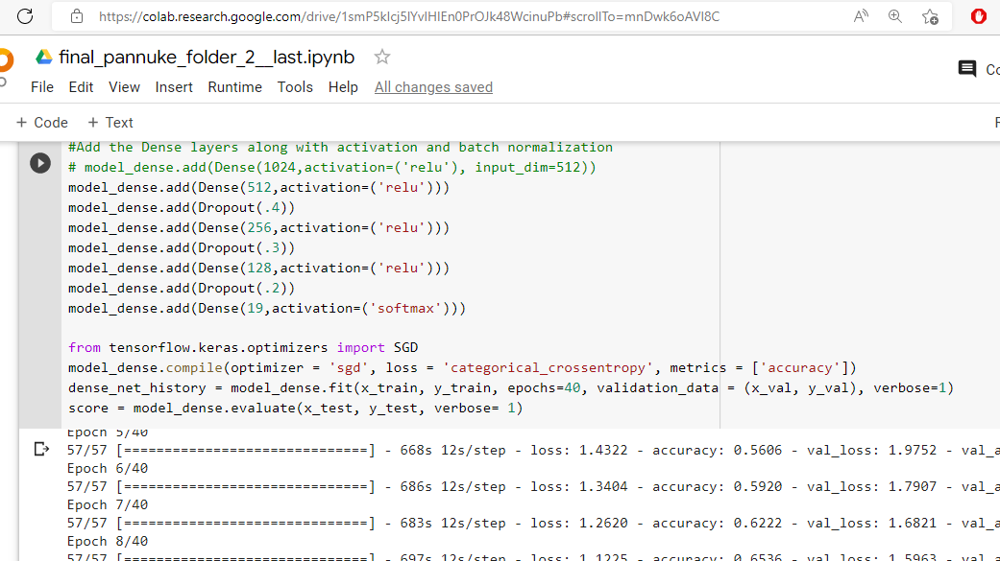 https://colab.research.google.com/drive/1smP5kIcj5lYvIHIEn0PrOJk48WcinuPb#scrollTo=mnDwk6oAVI8C
final_pannuke_folder_2__last.ipynb
File Edit View Insert Runtime Tools Help All changes saved
Co
+ Code + Text
#Add the Dense layers along with activation and batch normalization
# model_dense.add(Dense(1024,activation=('relu'), input_dim=512))
model_dense.add(Dense(512,activation=('relu')))
model_dense.add(Dropout(.4))
model_dense.add(Dense(256,activation=('relu')))
model_dense.add(Dropout(.3))
model_dense.add(Dense(128,activation=('relu')))
model_dense.add(Dropout(.2))
model_dense.add(Dense(19,activation=('softmax')))
from tensorflow.keras.optimizers import SGD
model_dense.compile(optimizer = 'sgd', loss = 'categorical_crossentropy', metrics = ['accuracy'])
dense_net_history = model_dense.fit(x_train, y_train, epochs=40, validation_data = (x_val, y_val), verbose=1)
score = model_dense.evaluate(x_test, y_test, verbose= 1)
Epoch 5/40
57/57 [==============================] - 668s 12s/step - loss: 1.4322 - accuracy: 0.5606 - val_loss: 1.9752 - val_a
Epoch 6/40
57/57 [==============================] - 686s 12s/step - loss: 1.3404 - accuracy: 0.5920 - val_loss: 1.7907 - val_a
Epoch 7/40
57/57 [==============================] - 683s 12s/step - loss: 1.2620 - accuracy: 0.6222 - val_loss: 1.6821 - val_a
Epoch 8/40
57/57 [==============================] - 697s 12s/step - loss: 1.1225 - accuracy: 0.6536 - val_loss: 1.5963 - val_a